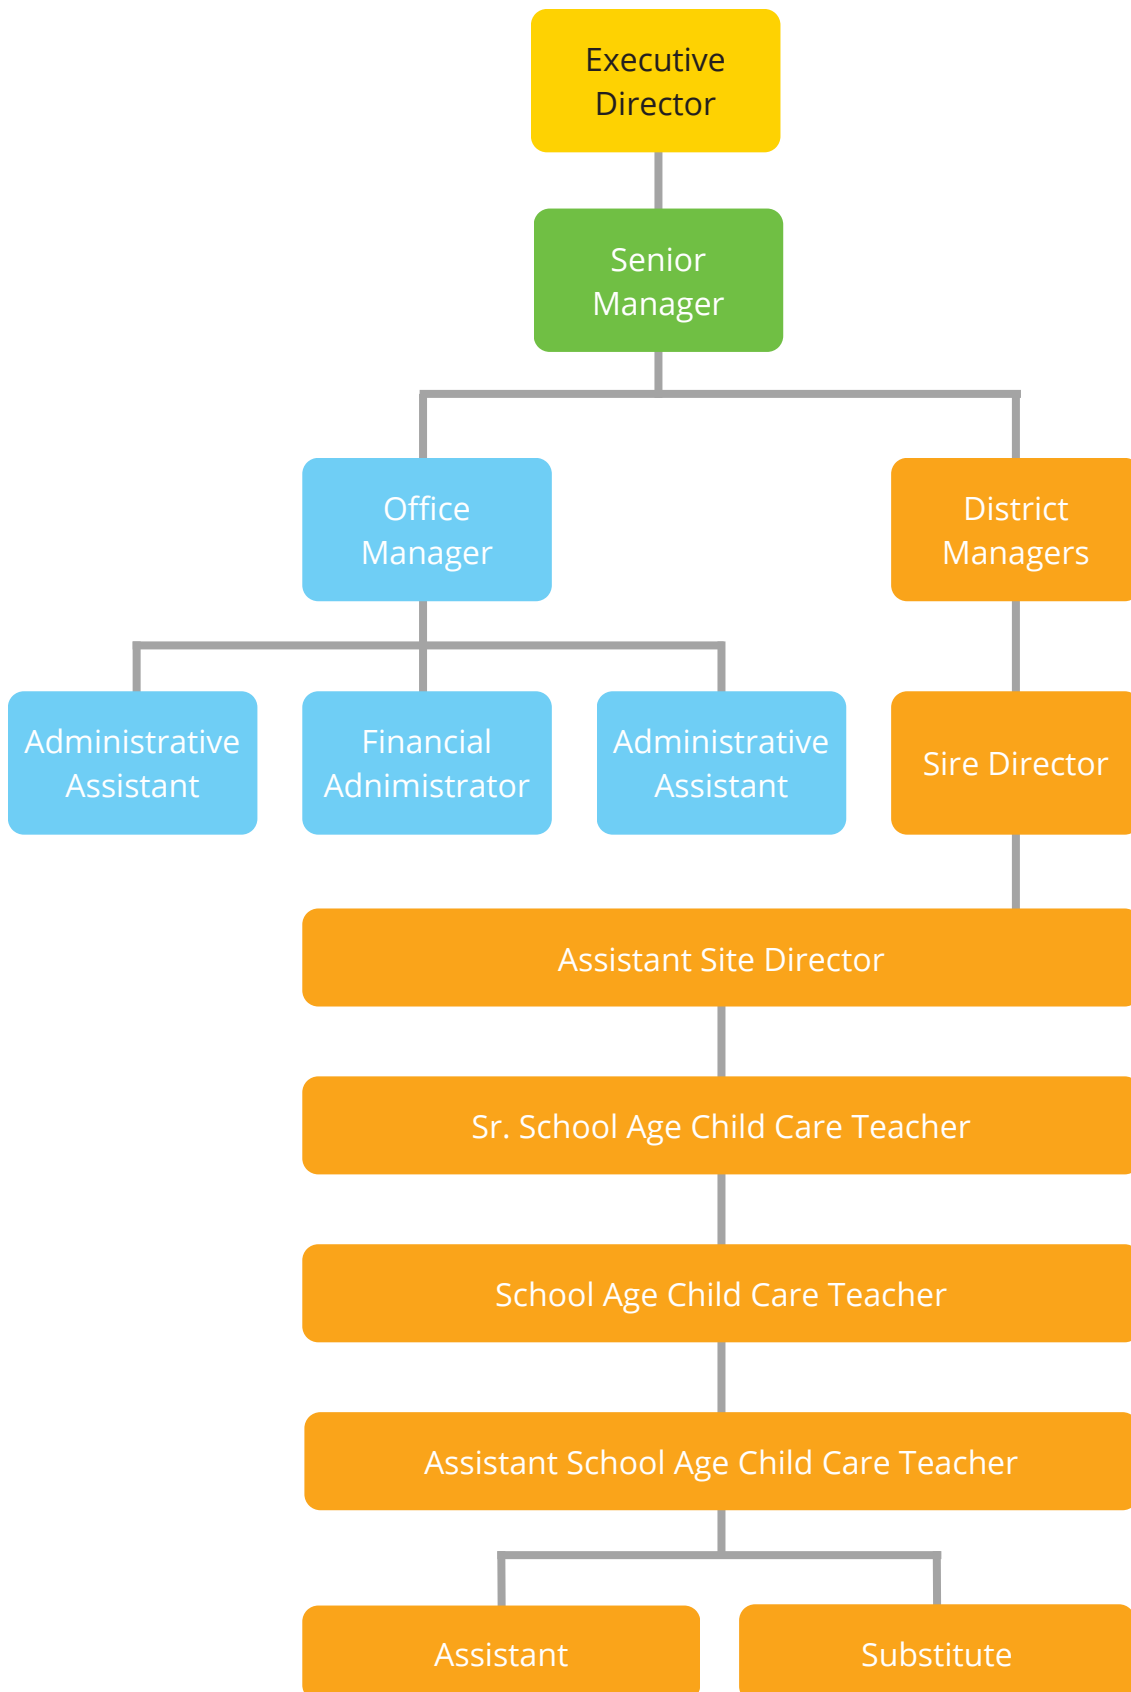 Executive
Director
Senior
Manager
Office
Manager
District
Managers
Administrative
Assistant
Financial
Adnimistrator
Administrative
Assistant
Sire Director
Assistant Site Director
Sr. School Age Child Care Teacher
School Age Child Care Teacher
Assistant School Age Child Care Teacher
Assistant
Substitute